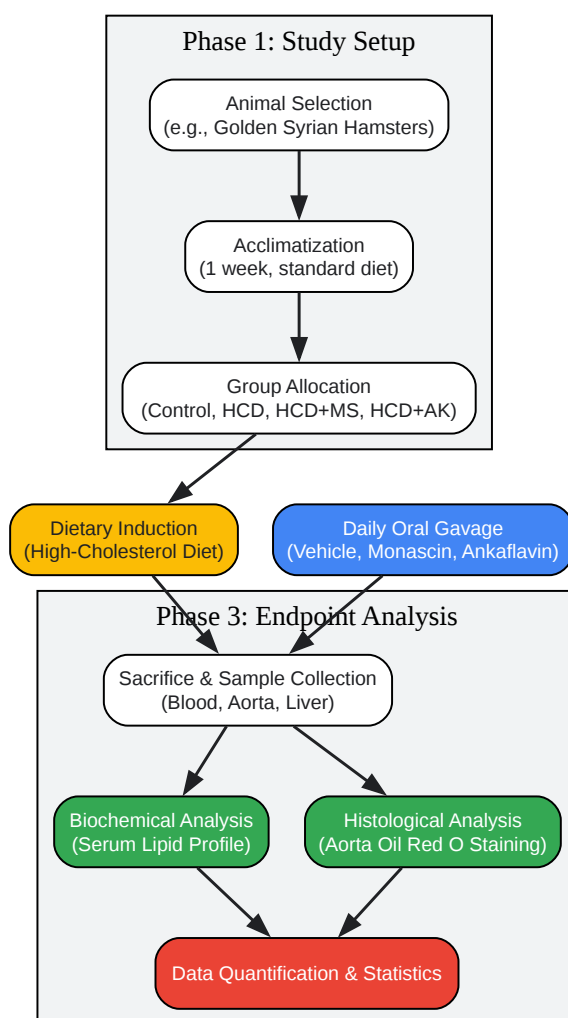 Phase 1: Study Setup
Animal Selection
(e.g., Golden Syrian Hamsters)
Acclimatization
(1 week, standard diet)
Group Allocation
(Control, HCD, HCD+MS, HCD+AK)
Dietary Induction
(High-Cholesterol Diet)
Daily Oral Gavage
(Vehicle, Monascin, Ankaflavin)
Phase 3: Endpoint Analysis
Sacrifice & Sample Collection
(Blood, Aorta, Liver)
Biochemical Analysis
(Serum Lipid Profile)
Histological Analysis
(Aorta Oil Red O Staining)
Data Quantification & Statistics